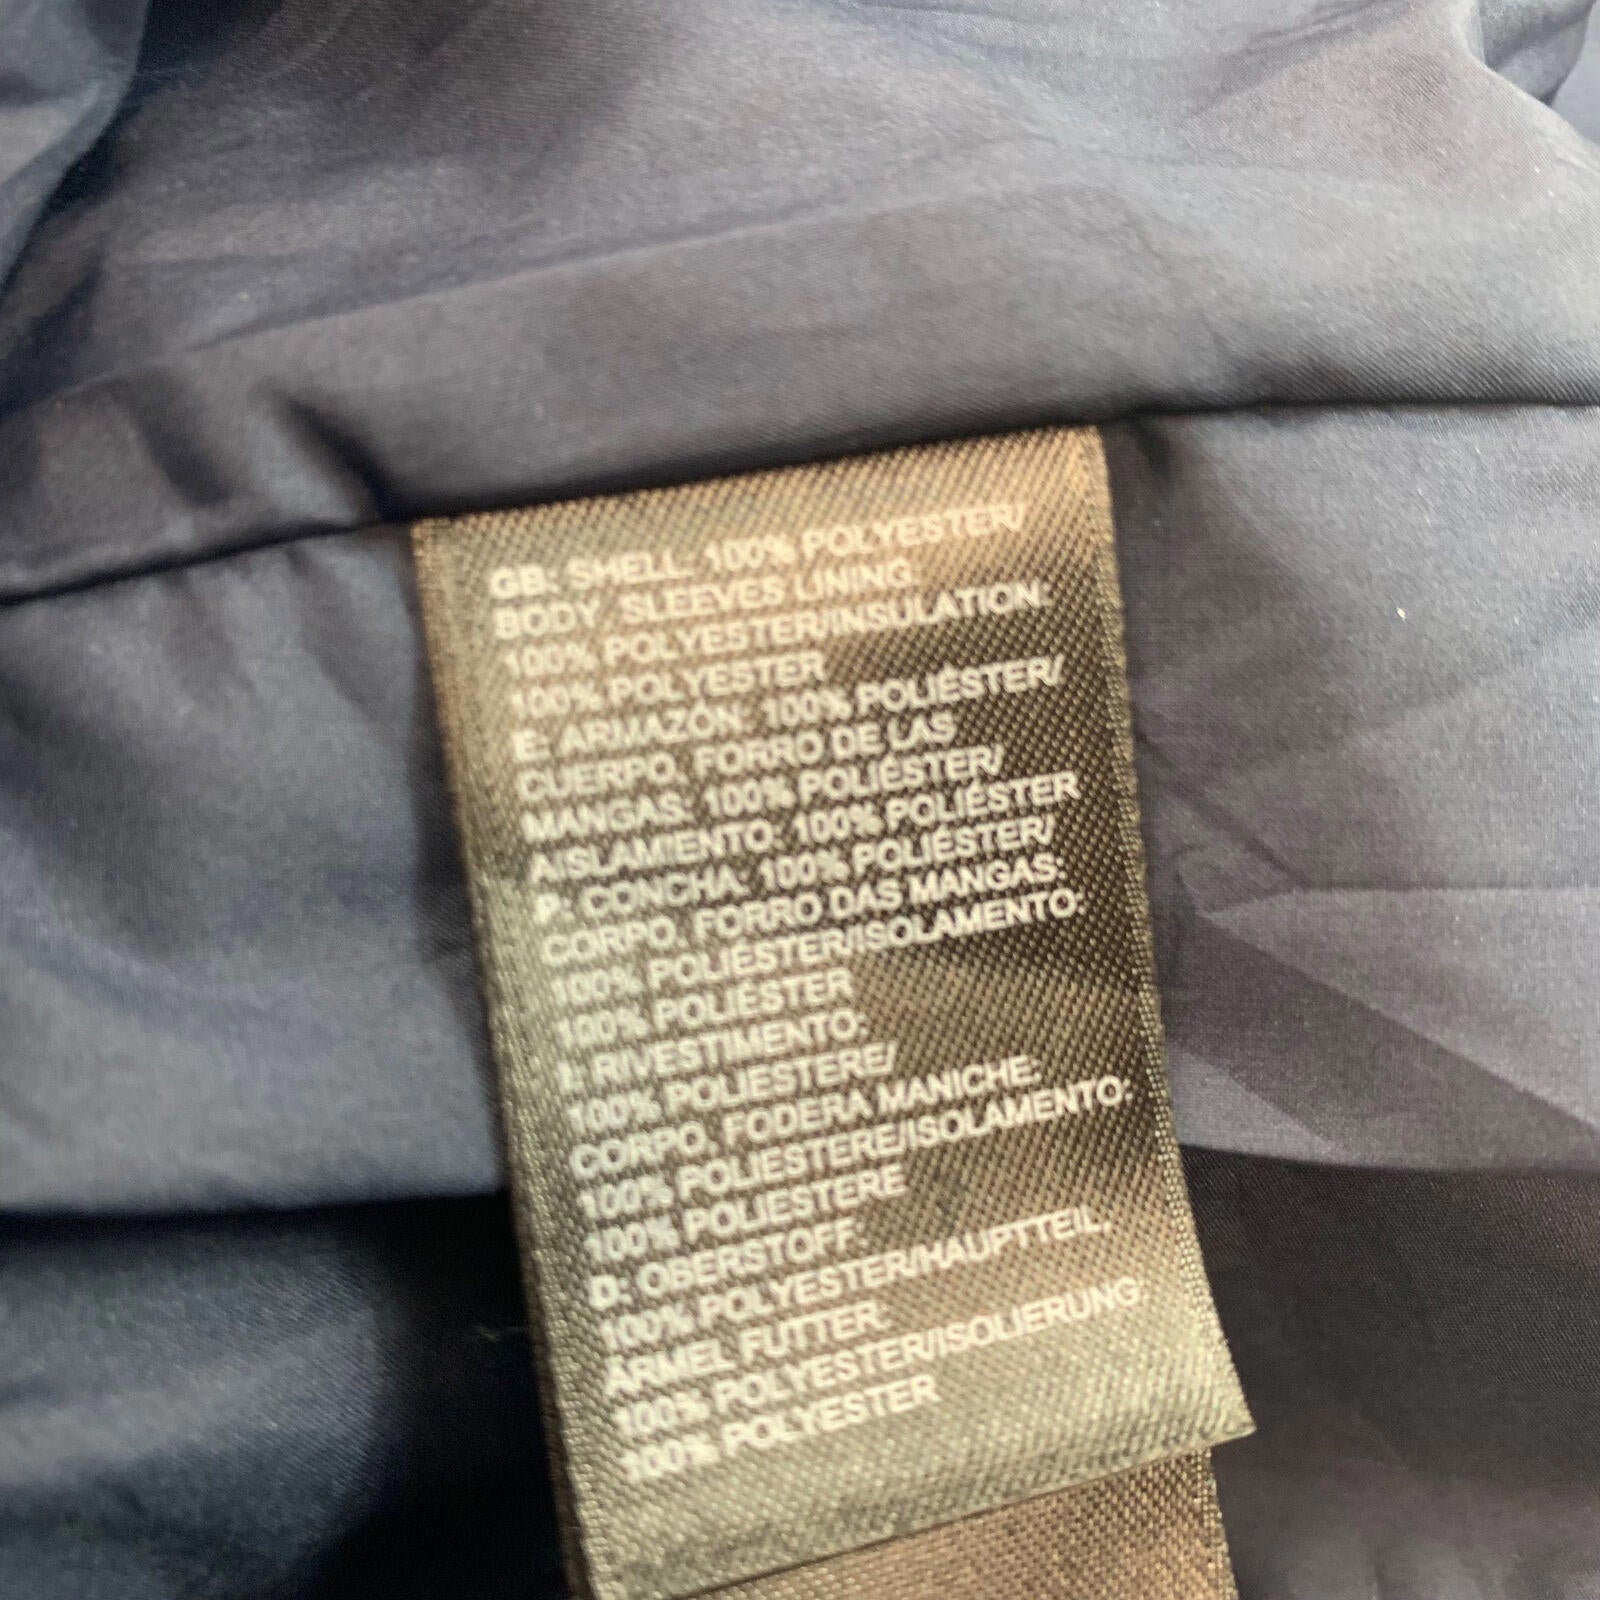 GB: SHELL: 100% POLYESTER/
BODY / SLEEVES LINING:
100% POLYESTER/INSULATION:
100% POLYESTER
E: ARMAZÓN: 100% POLIÉSTER/
CUERPO, FORRO DE LAS
MANGAS: 100% POLIÉSTER/
AISLAMIENTO: 100% POLIÉSTER
P: CONCHA: 100% POLIÉSTER/
CORPO, FORRO DAS MANGAS:
100% POLIÉSTER/ISOLAMENTO:
100% POLIÉSTER
I: RIVESTIMENTO:
100% POLIESTERE/
CORPO, FODERA MANICHE:
100% POLIESTERE/ISOLAMENTO:
100% POLIESTERE
D: OBERSTOFF:
100% POLYESTER/HAUPTTEIL,
ÄRMEL FUTTER:
100% POLYESTER/ISOLIERUNG:
100% POLYESTER